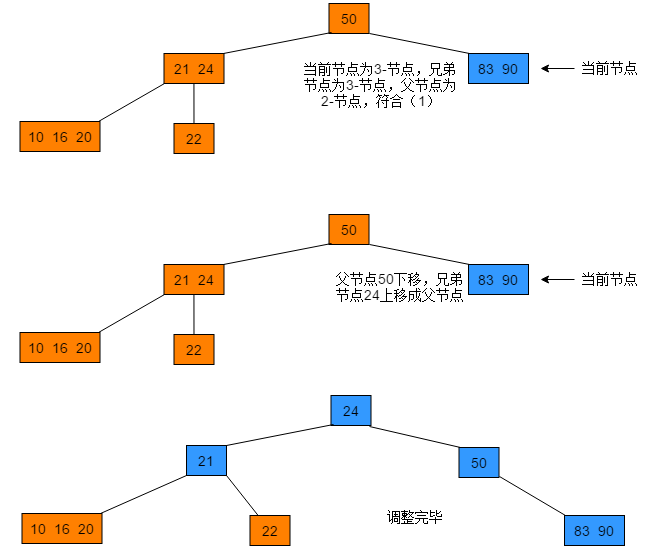 50
21 24
当前节点为3-节点，兄弟
节点为3-节点，父节点为
2-节点，符合（1）
83 90
当前节点
10 16 20
22
50
21 24
父节点50下移，兄弟
节点24上移成父节点
83 90
当前节点
10 16 20
22
24
21
50
10 16 20
22
调整完毕
83 90